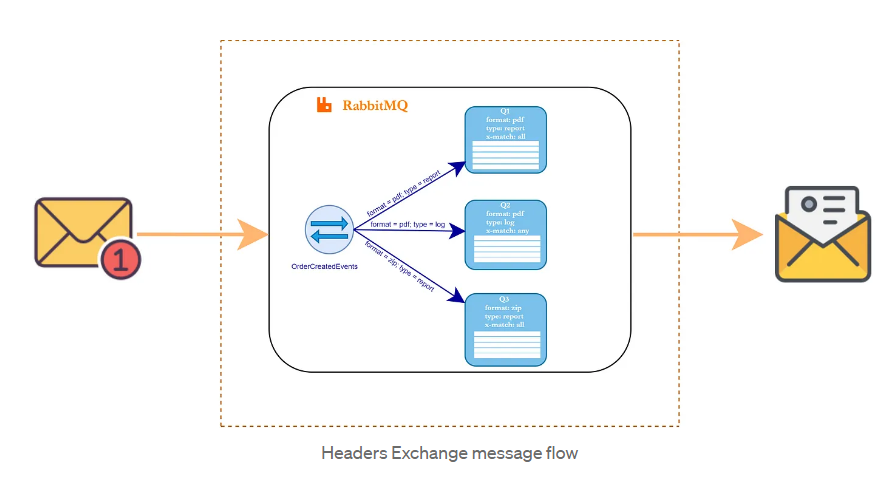 RabbitMQ
Q1
format: pdf
type: report
x-match: all
format = pdf; type = report
Q2
format: pdf
type: log
x-match: any
format = pdf; type = log
1
OrderCreatedEvents
format = zip, type = report
Q3
format: zip
type: report
x-match: all
Headers Exchange message flow